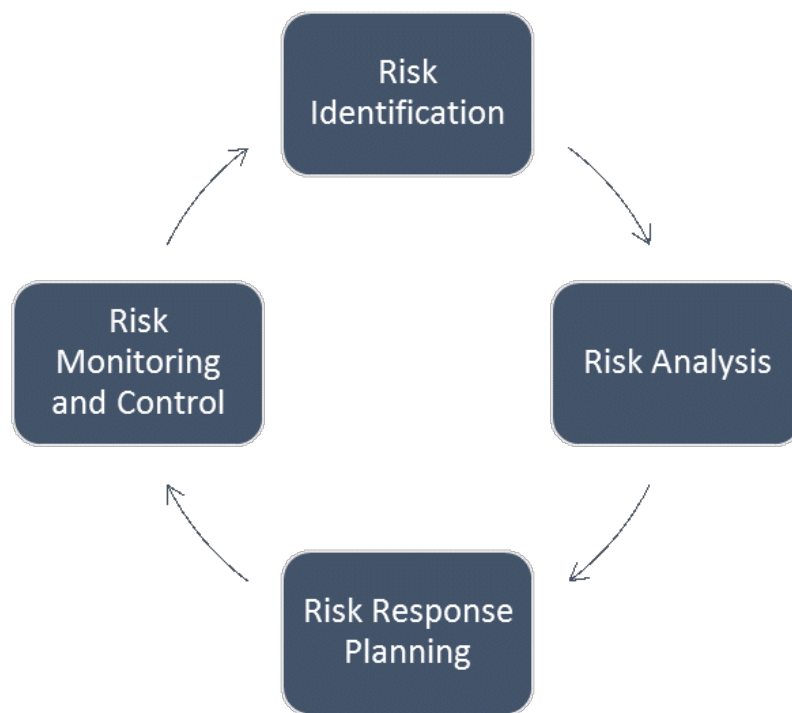 Risk
Identification
Risk Analysis
Risk Response
Planning
Risk
Monitoring
and Control